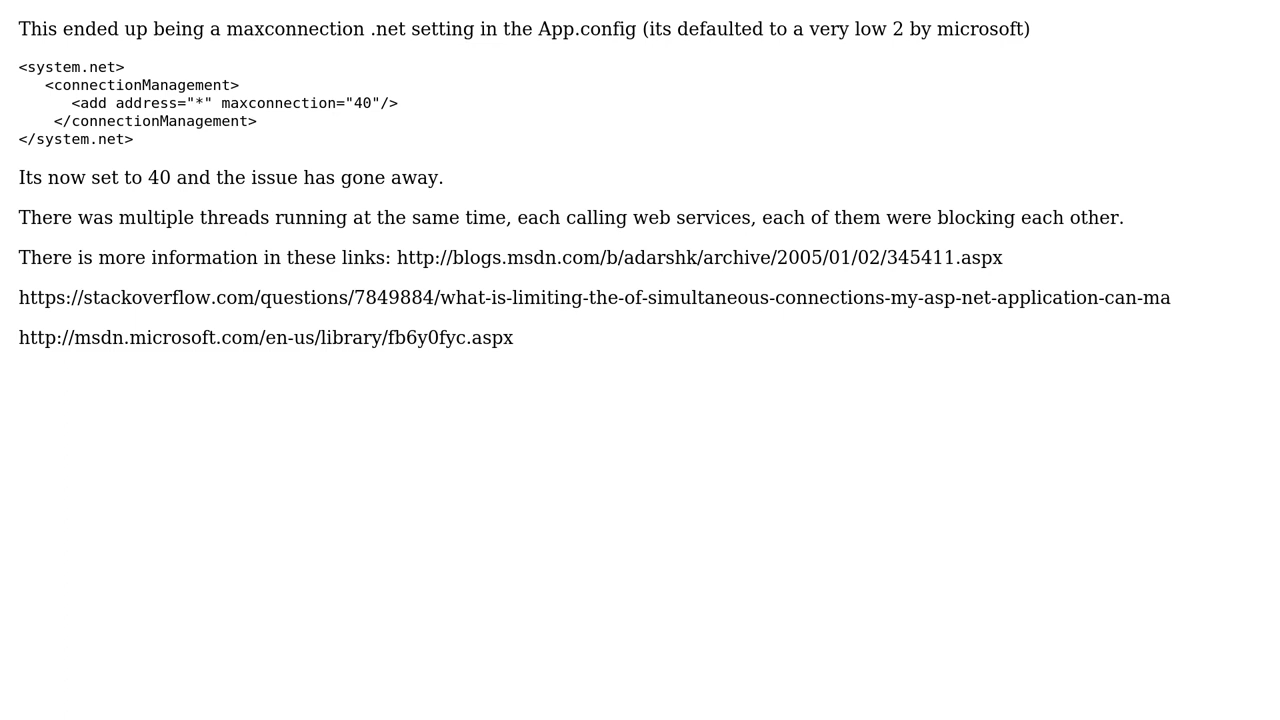 This ended up being a maxconnection .net setting in the App.config (its defaulted to a very low 2 by microsoft)
<system.net>
   <connectionManagement>
      <add address="*" maxconnection="40"/>
    </connectionManagement>
</system.net>
Its now set to 40 and the issue has gone away.
There was multiple threads running at the same time, each calling web services, each of them were blocking each other.
There is more information in these links: http://blogs.msdn.com/b/adarshk/archive/2005/01/02/345411.aspx
https://stackoverflow.com/questions/7849884/what-is-limiting-the-of-simultaneous-connections-my-asp-net-application-can-ma
http://msdn.microsoft.com/en-us/library/fb6y0fyc.aspx